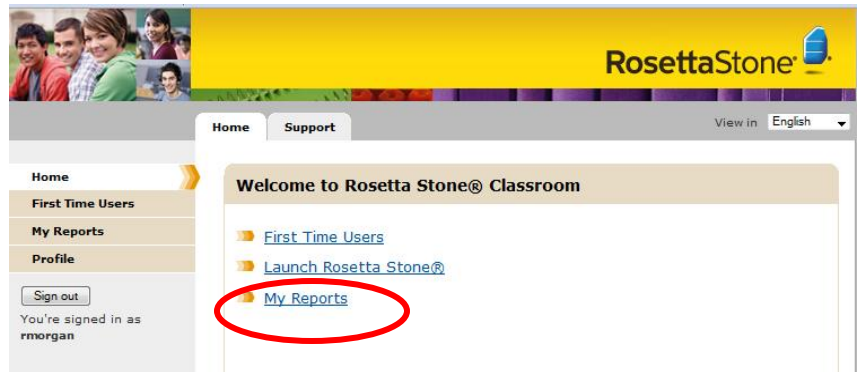 RosettaStone®
Home
Support
View in
English
Home
First Time Users
My Reports
Profile
Sign out
You're signed in as
rmorgan
Welcome to Rosetta Stone® Classroom
First Time Users
Launch Rosetta Stone®
My Reports